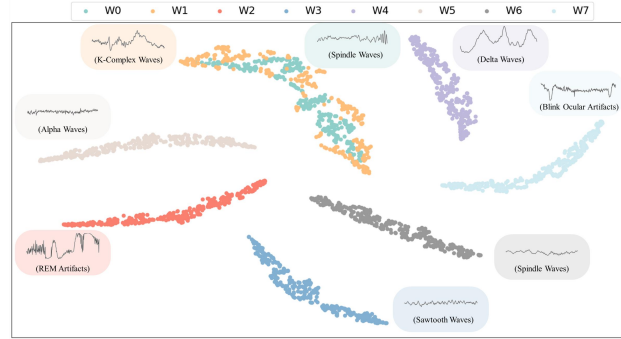 W0 W1 W2 W3 W4 W5 W6 W7
(K-Complex Waves)
(Spindle Waves)
(Delta Waves)
(Blink Ocular Artifacts)
(Alpha Waves)
(REM Artifacts)
(Spindle Waves)
(Sawtooth Waves)